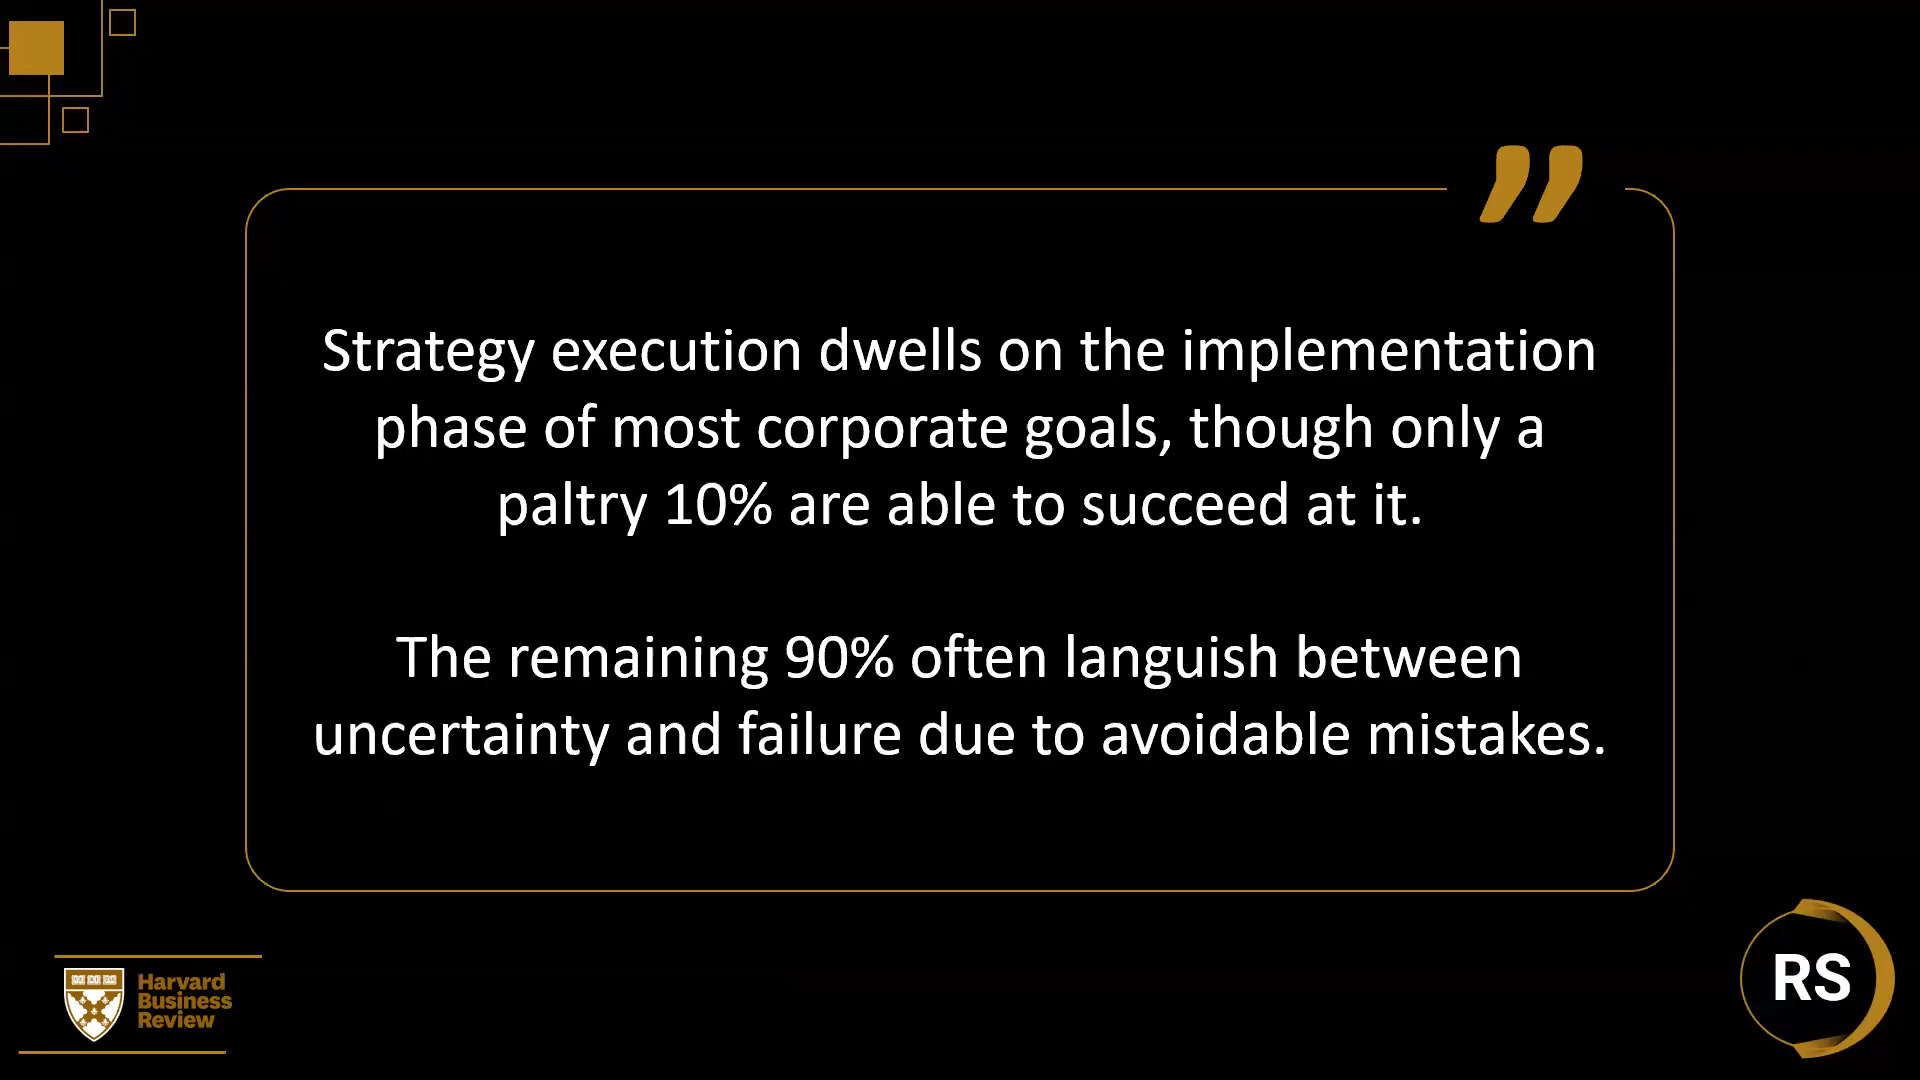 ”
Strategy execution dwells on the implementation
phase of most corporate goals, though only a
paltry 10% are able to succeed at it.
The remaining 90% often languish between
uncertainty and failure due to avoidable mistakes.
Harvard
Business
Review
RS